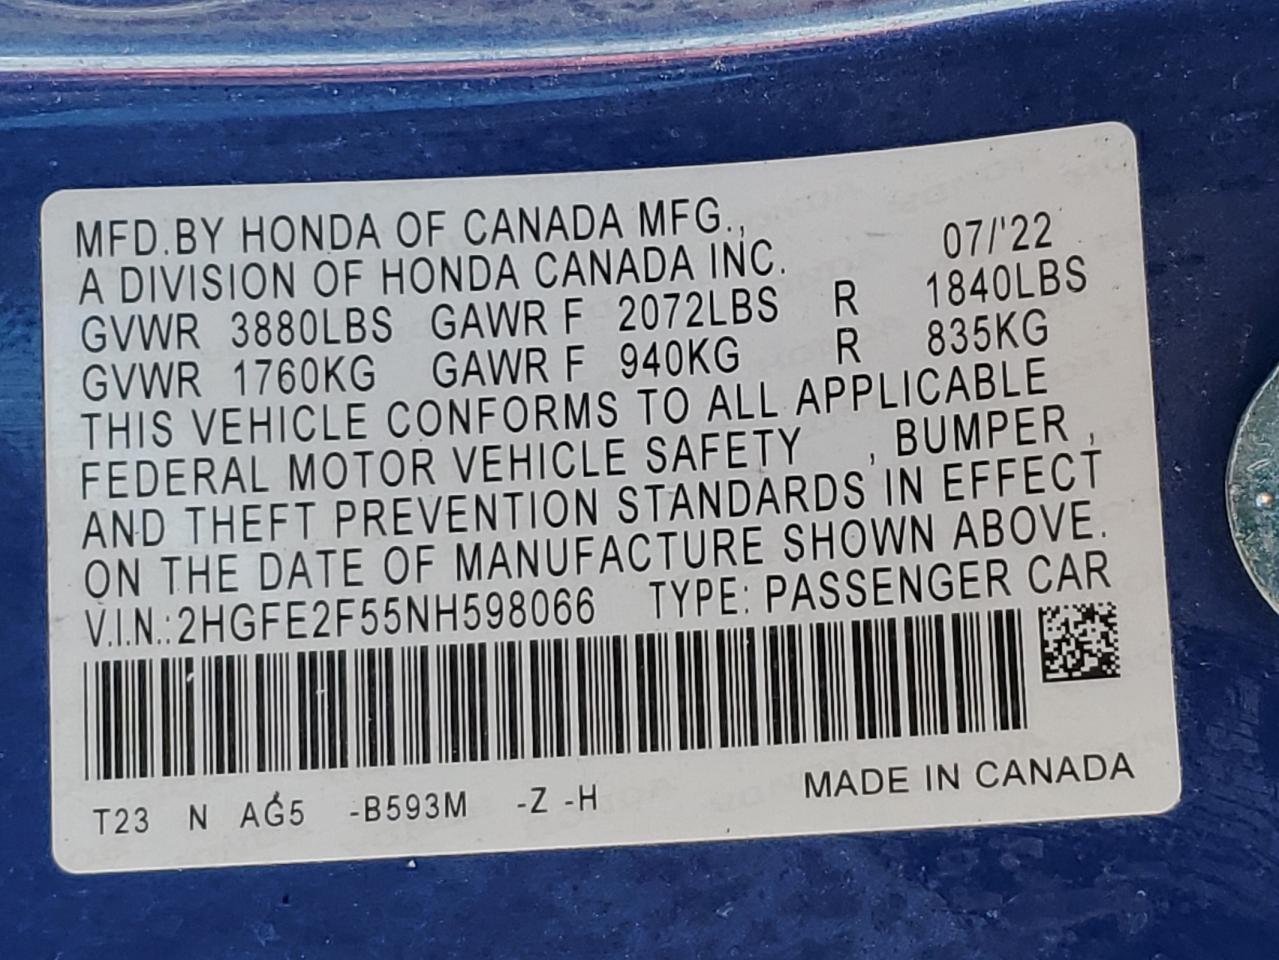 MFD.BY HONDA OF CANADA MFG.,
A DIVISION OF HONDA CANADA INC. 07/'22
GVWR 3880LBS GAWR F 2072LBS R 1840LBS
GVWR 1760KG GAWR F 940KG R 835KG
THIS VEHICLE CONFORMS TO ALL APPLICABLE
FEDERAL MOTOR VEHICLE SAFETY , BUMPER ,
AND THEFT PREVENTION STANDARDS IN EFFECT
ON THE DATE OF MANUFACTURE SHOWN ABOVE.
V.I.N.:2HGFE2F55NH598066 TYPE: PASSENGER CAR
T23 N AG5 -B593M -Z -H MADE IN CANADA